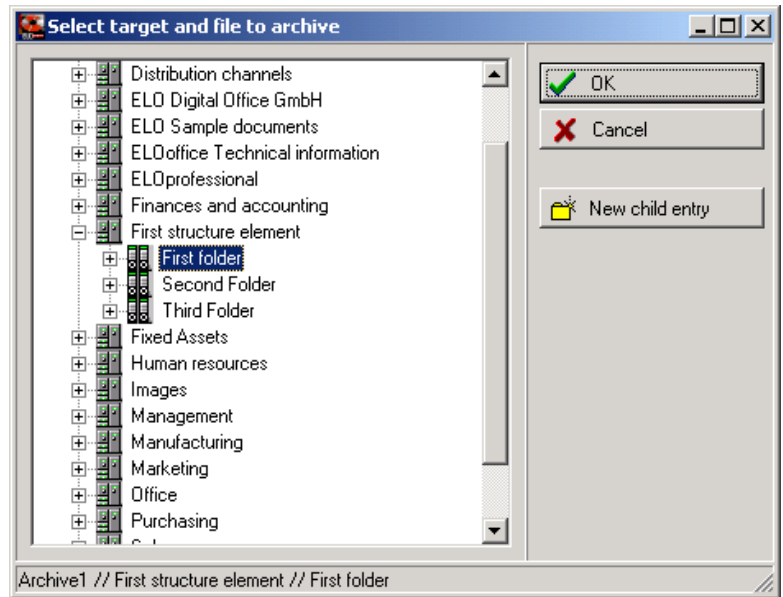 Select target and file to archive
Distribution channels
ELO Digital Office GmbH
ELO Sample documents
ELOoffice Technical information
ELOprofessional
Finances and accounting
First structure element
First folder
Second Folder
Third Folder
Fixed Assets
Human resources
Images
Management
Manufacturing
Marketing
Office
Purchasing
OK
Cancel
New child entry
Archive1 // First structure element // First folder